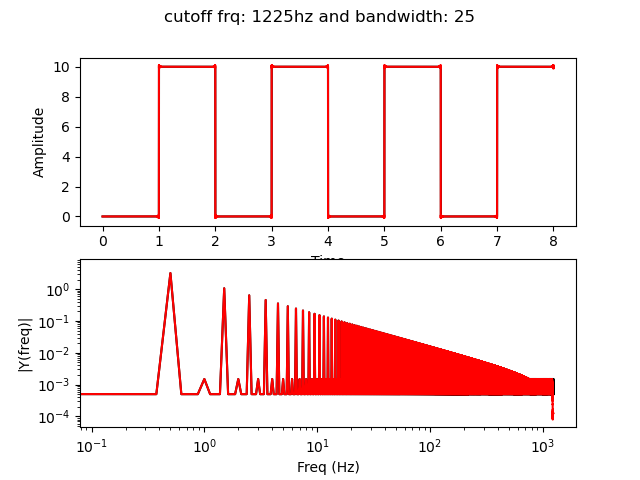 cutoff frq: 1225hz and bandwidth: 25
10
8
6
4
2
0
Amplitude
0 1 2 3 4 5 6 7 8
10⁰
10⁻¹
10⁻²
10⁻³
10⁻⁴
|Y(freq)|
10⁻¹ 10⁰ 10¹ 10² 10³
Freq (Hz)